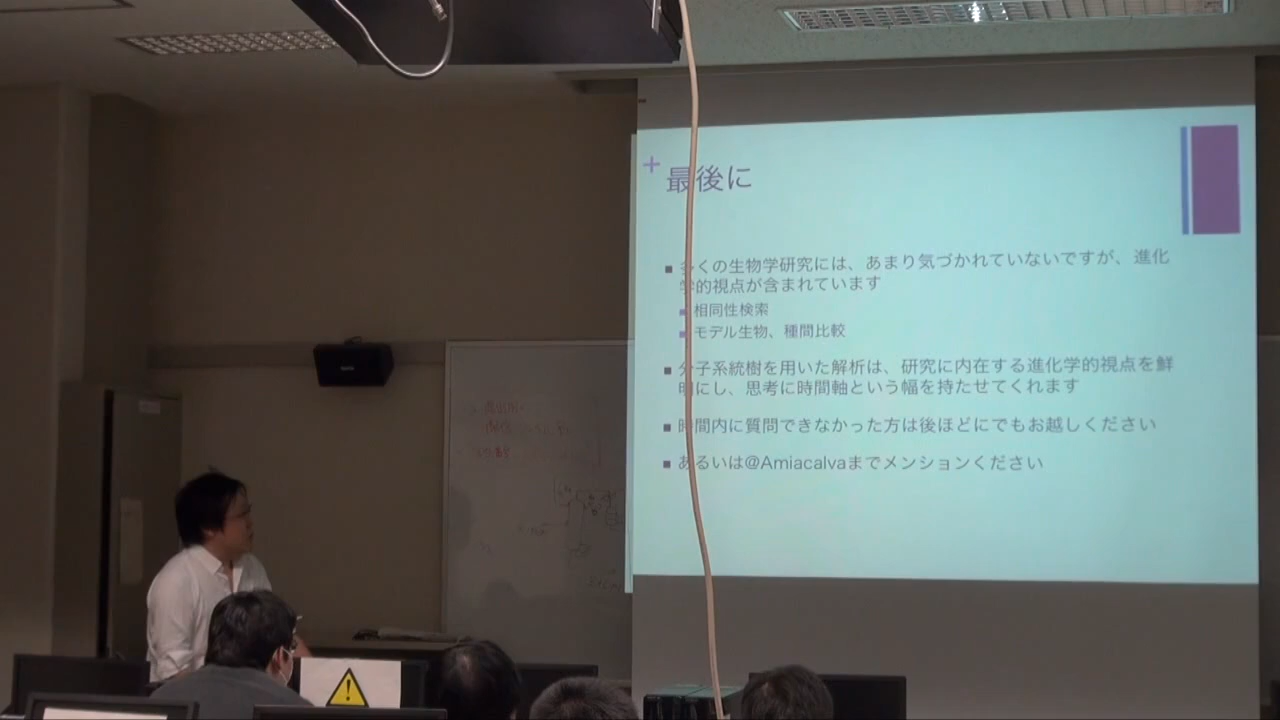 +
最後に
■ 多くの生物学研究には、あまり気づかれていないですが、進化
学的視点が含まれています
■ 相同性検索
■ モデル生物、種間比較
■ 分子系統樹を用いた解析は、研究に内在する進化学的視点を鮮
明にし、思考に時間軸という幅を持たせてくれます
■ 時間内に質問できなかった方は後ほどにでもお越しください
■ あるいは@Amiacalvaまでメンションください